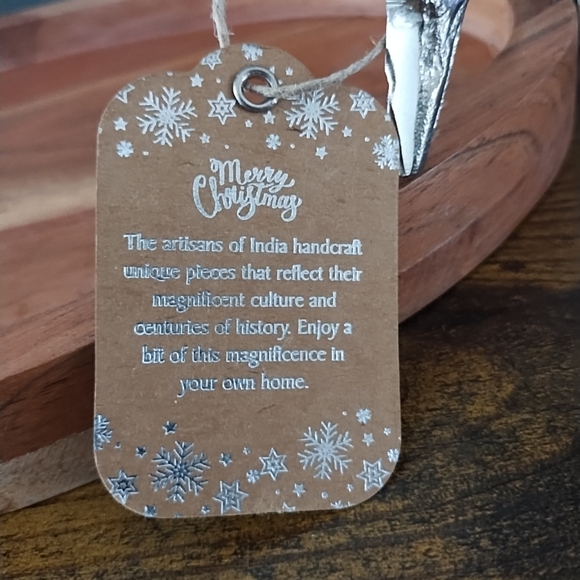 Merry
Christmas
The artisans of India handcraft
unique pieces that reflect their
magnificent culture and
centuries of history. Enjoy a
bit of this magnificence in
your own home.